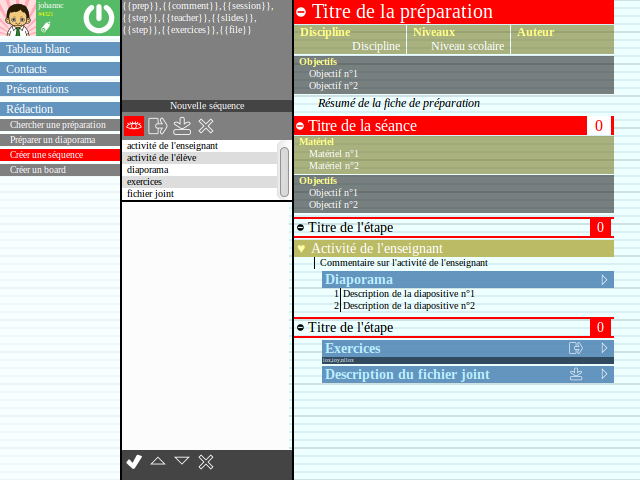 johanne
#4321
Tableau blanc
Contacts
Présentations
Rédaction
Chercher une préparation
Préparer un diaporama
Créer une séquence
Créer un board
{{prep}},{{comment}},{{session}},
{{step}},{{teacher}},{{slides}},
{{step}},{{exercices}},{{file}}
Nouvelle séquence
activité de l'enseignant
activité de l'élève
diaporama
exercices
fichier joint
Titre de la préparation
Discipline Niveaux Auteur
Discipline Niveau scolaire
Objectifs
Objectif n°1
Objectif n°2
Résumé de la fiche de préparation
Titre de la séance 0
Matériel
Matériel n°1
Matériel n°2
Objectifs
Objectif n°1
Objectif n°2
Titre de l'étape 0
Activité de l'enseignant
Commentaire sur l'activité de l'enseignant
Diaporama
1 Description de la diapositive n°1
2 Description de la diapositive n°2
Titre de l'étape 0
Exercices
Description du fichier joint